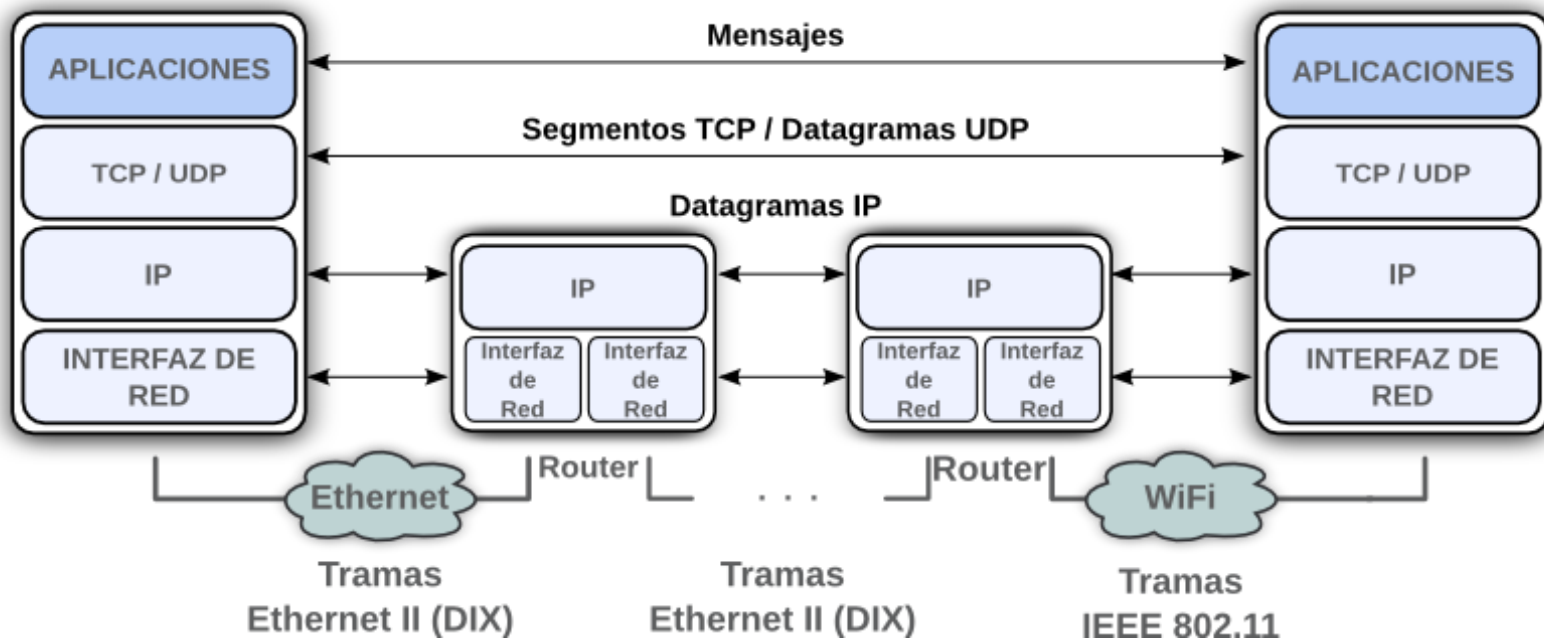 Mensajes
APLICACIONES
APLICACIONES
Segmentos TCP / Datagramas UDP
TCP / UDP
TCP / UDP
Datagramas IP
IP
IP
IP
IP
INTERFAZ DE
RED
Interfaz
de
Red
Interfaz
de
Red
Interfaz
de
Red
Interfaz
de
Red
INTERFAZ DE
RED
Ethernet
Router
. . .
Router
WiFi
Tramas
Ethernet II (DIX)
Tramas
Ethernet II (DIX)
Tramas
IEEE 802.11